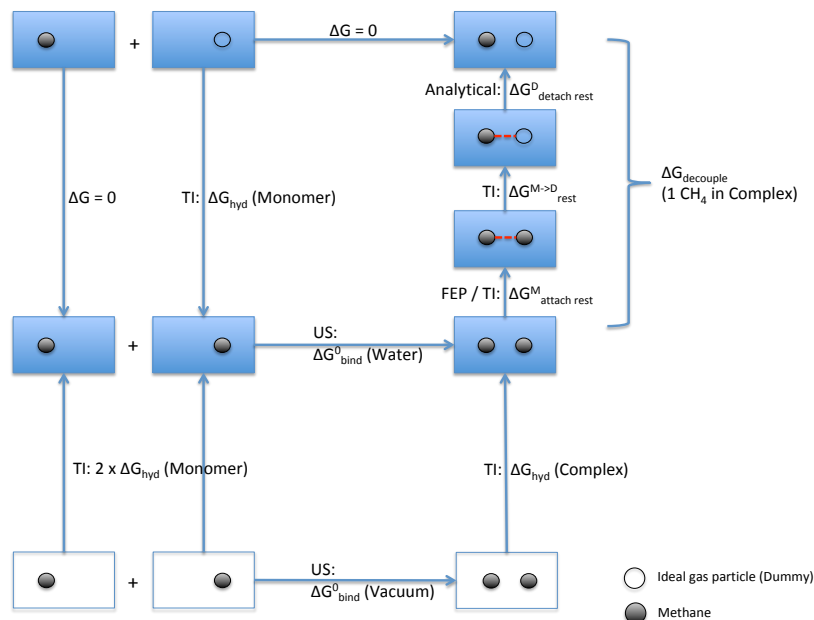 +
ΔG = 0
Analytical: ΔG^D_detach rest
ΔG = 0
TI: ΔG_hyd (Monomer)
TI: ΔG^M->D_rest
ΔG_decouple
(1 CH_4 in Complex)
FEP / TI: ΔG^M_attach rest
+
US:
ΔG^0_bind (Water)
TI: 2 x ΔG_hyd (Monomer)
TI: ΔG_hyd (Complex)
+
US:
ΔG^0_bind (Vacuum)
Ideal gas particle (Dummy)
Methane